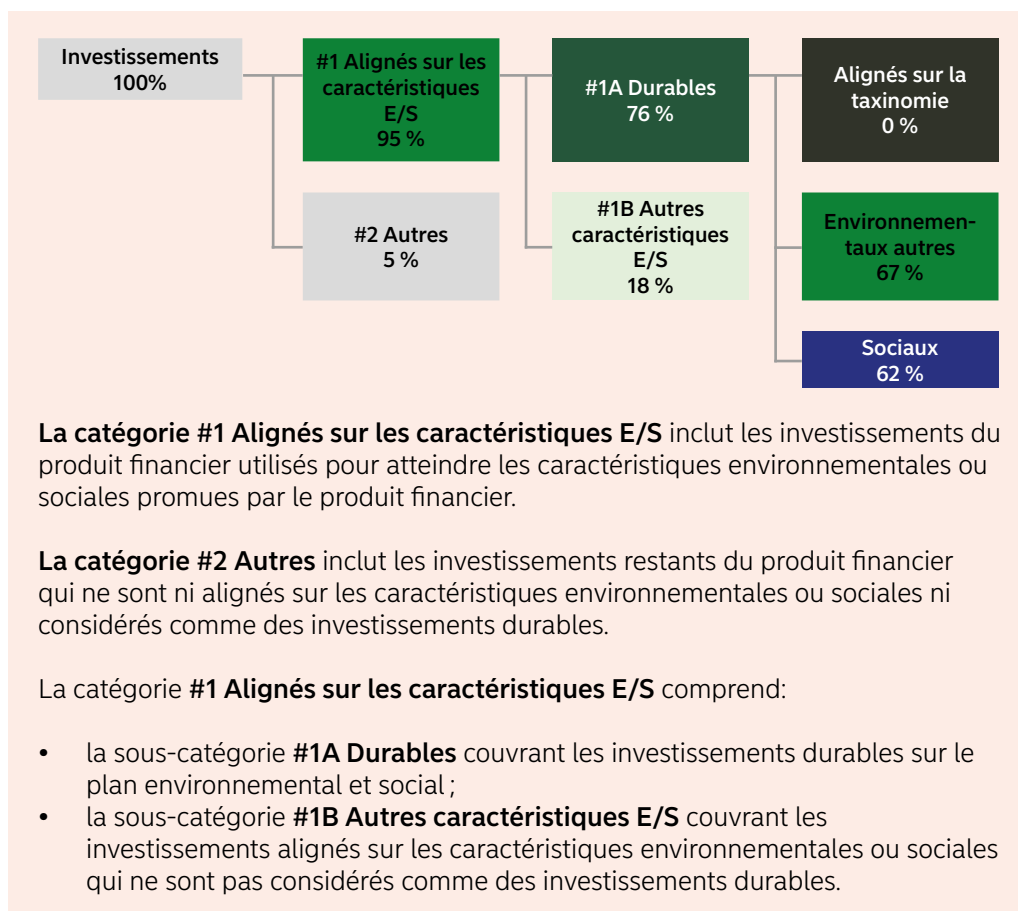 Investissements
100%
#1 Alignés sur les
caractéristiques
E/S
95 %
#1A Durables
76 %
Alignés sur la
taxinomie
0 %
#2 Autres
5 %
#1B Autres
caractéristiques
E/S
18 %
Environnemen-
taux autres
67 %
Sociaux
62 %
La catégorie #1 Alignés sur les caractéristiques E/S inclut les investissements du
produit financier utilisés pour atteindre les caractéristiques environnementales ou
sociales promues par le produit financier.
La catégorie #2 Autres inclut les investissements restants du produit financier
qui ne sont ni alignés sur les caractéristiques environnementales ou sociales ni
considérés comme des investissements durables.
La catégorie #1 Alignés sur les caractéristiques E/S comprend:
• la sous-catégorie #1A Durables couvrant les investissements durables sur le
plan environnemental et social ;
• la sous-catégorie #1B Autres caractéristiques E/S couvrant les
investissements alignés sur les caractéristiques environnementales ou sociales
qui ne sont pas considérés comme des investissements durables.